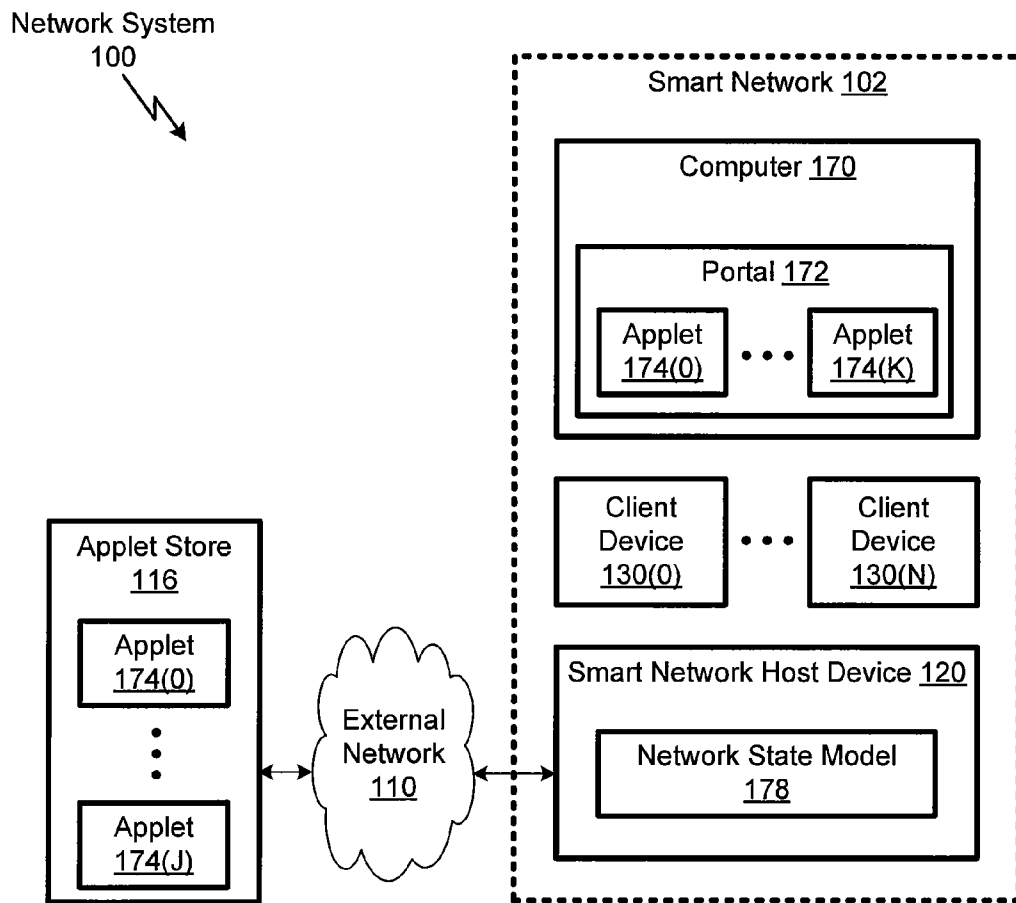 Network System
100
Smart Network 102
Computer 170
Portal 172
Applet
174(0)
Applet
174(K)
Client
Device
130(0)
Client
Device
130(N)
Applet Store
116
Applet
174(0)
Applet
174(J)
External
Network
110
Smart Network Host Device 120
Network State Model
178